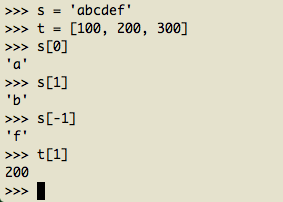 >>> s = 'abcdef'
>>> t = [100, 200, 300]
>>> s[0]
'a'
>>> s[1]
'b'
>>> s[-1]
'f'
>>> t[1]
200
>>>